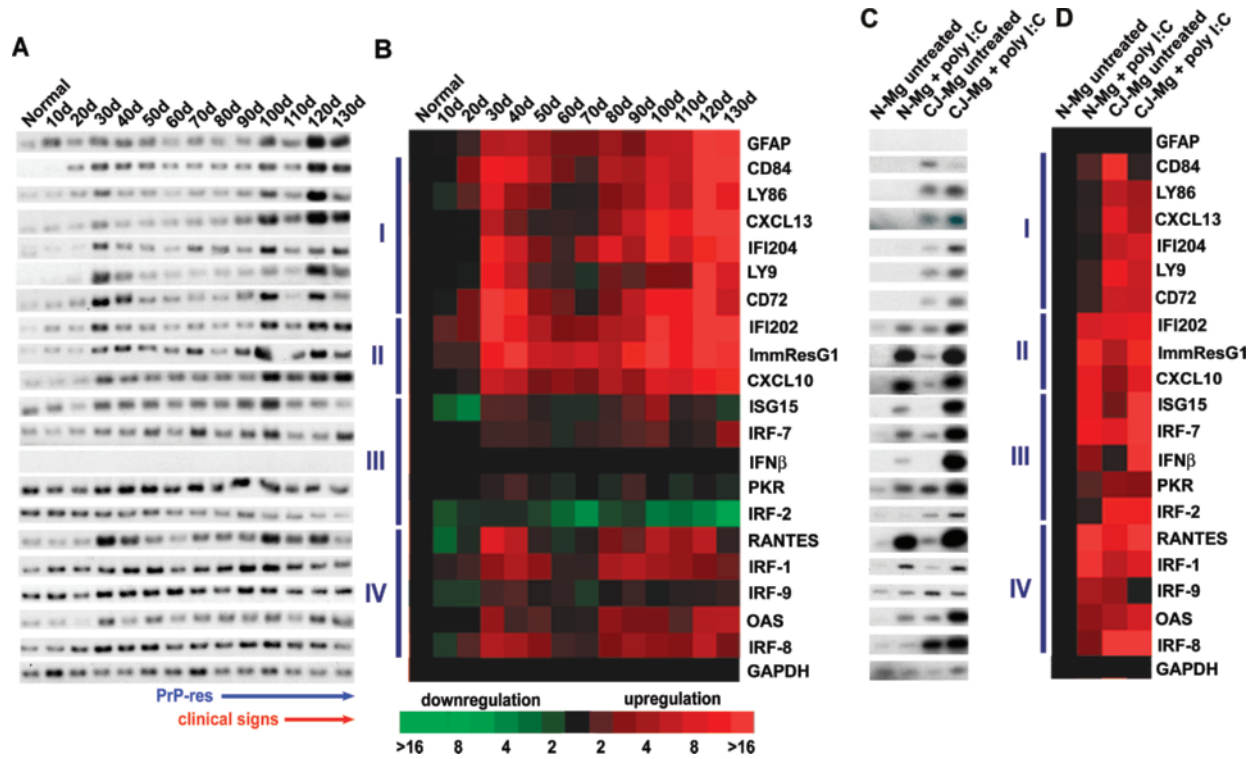 A
Normal
10d
20d
30d
40d
50d
60d
70d
80d
90d
100d
110d
120d
130d
PrP-res
clinical signs
B
Normal
10d
20d
30d
40d
50d
60d
70d
80d
90d
100d
110d
120d
130d
I
II
III
IV
GFAP
CD84
LY86
CXCL13
IFI204
LY9
CD72
IFI202
ImmResG1
CXCL10
ISG15
IRF-7
IFNβ
PKR
IRF-2
RANTES
IRF-1
IRF-9
OAS
IRF-8
GAPDH
downregulation upregulation
>16 8 4 2 2 4 8 >16
C
N-Mg untreated
N-Mg + poly I:C
CJ-Mg untreated
CJ-Mg + poly I:C
D
N-Mg untreated
N-Mg + poly I:C
CJ-Mg untreated
CJ-Mg + poly I:C
I
II
III
IV
GFAP
CD84
LY86
CXCL13
IFI204
LY9
CD72
IFI202
ImmResG1
CXCL10
ISG15
IRF-7
IFNβ
PKR
IRF-2
RANTES
IRF-1
IRF-9
OAS
IRF-8
GAPDH